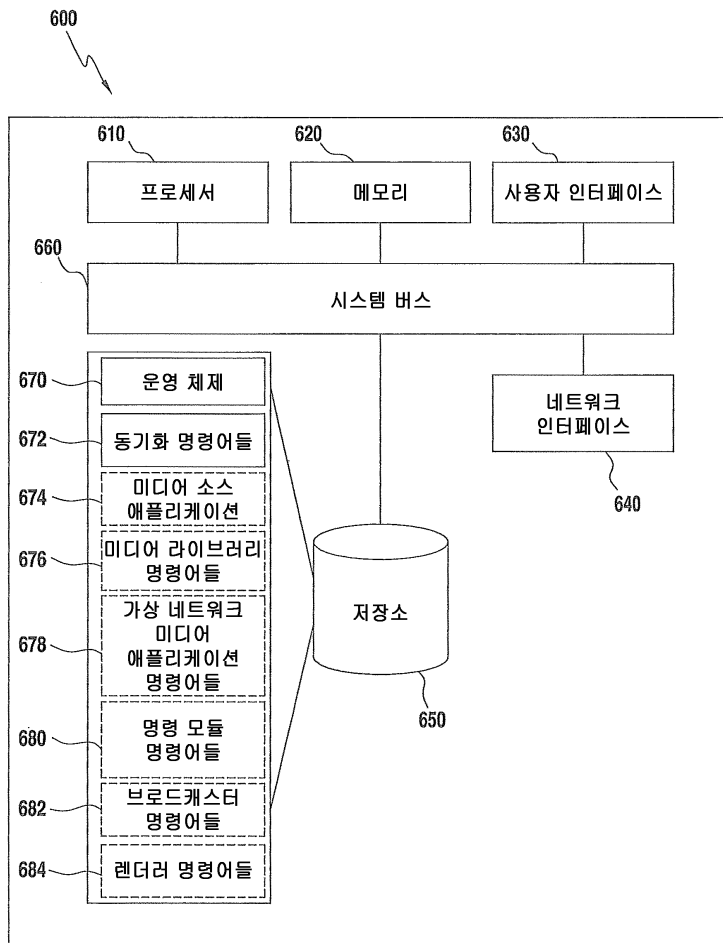 600
610
620
630
프로세서
메모리
사용자 인터페이스
660
시스템 버스
670
운영 체제
네트워크
인터페이스
672
동기화 명령어들
640
674
미디어 소스
애플리케이션
676
미디어 라이브러리
명령어들
678
가상 네트워크
미디어
애플리케이션
명령어들
저장소
650
680
명령 모듈
명령어들
682
브로드캐스터
명령어들
684
렌더러 명령어들